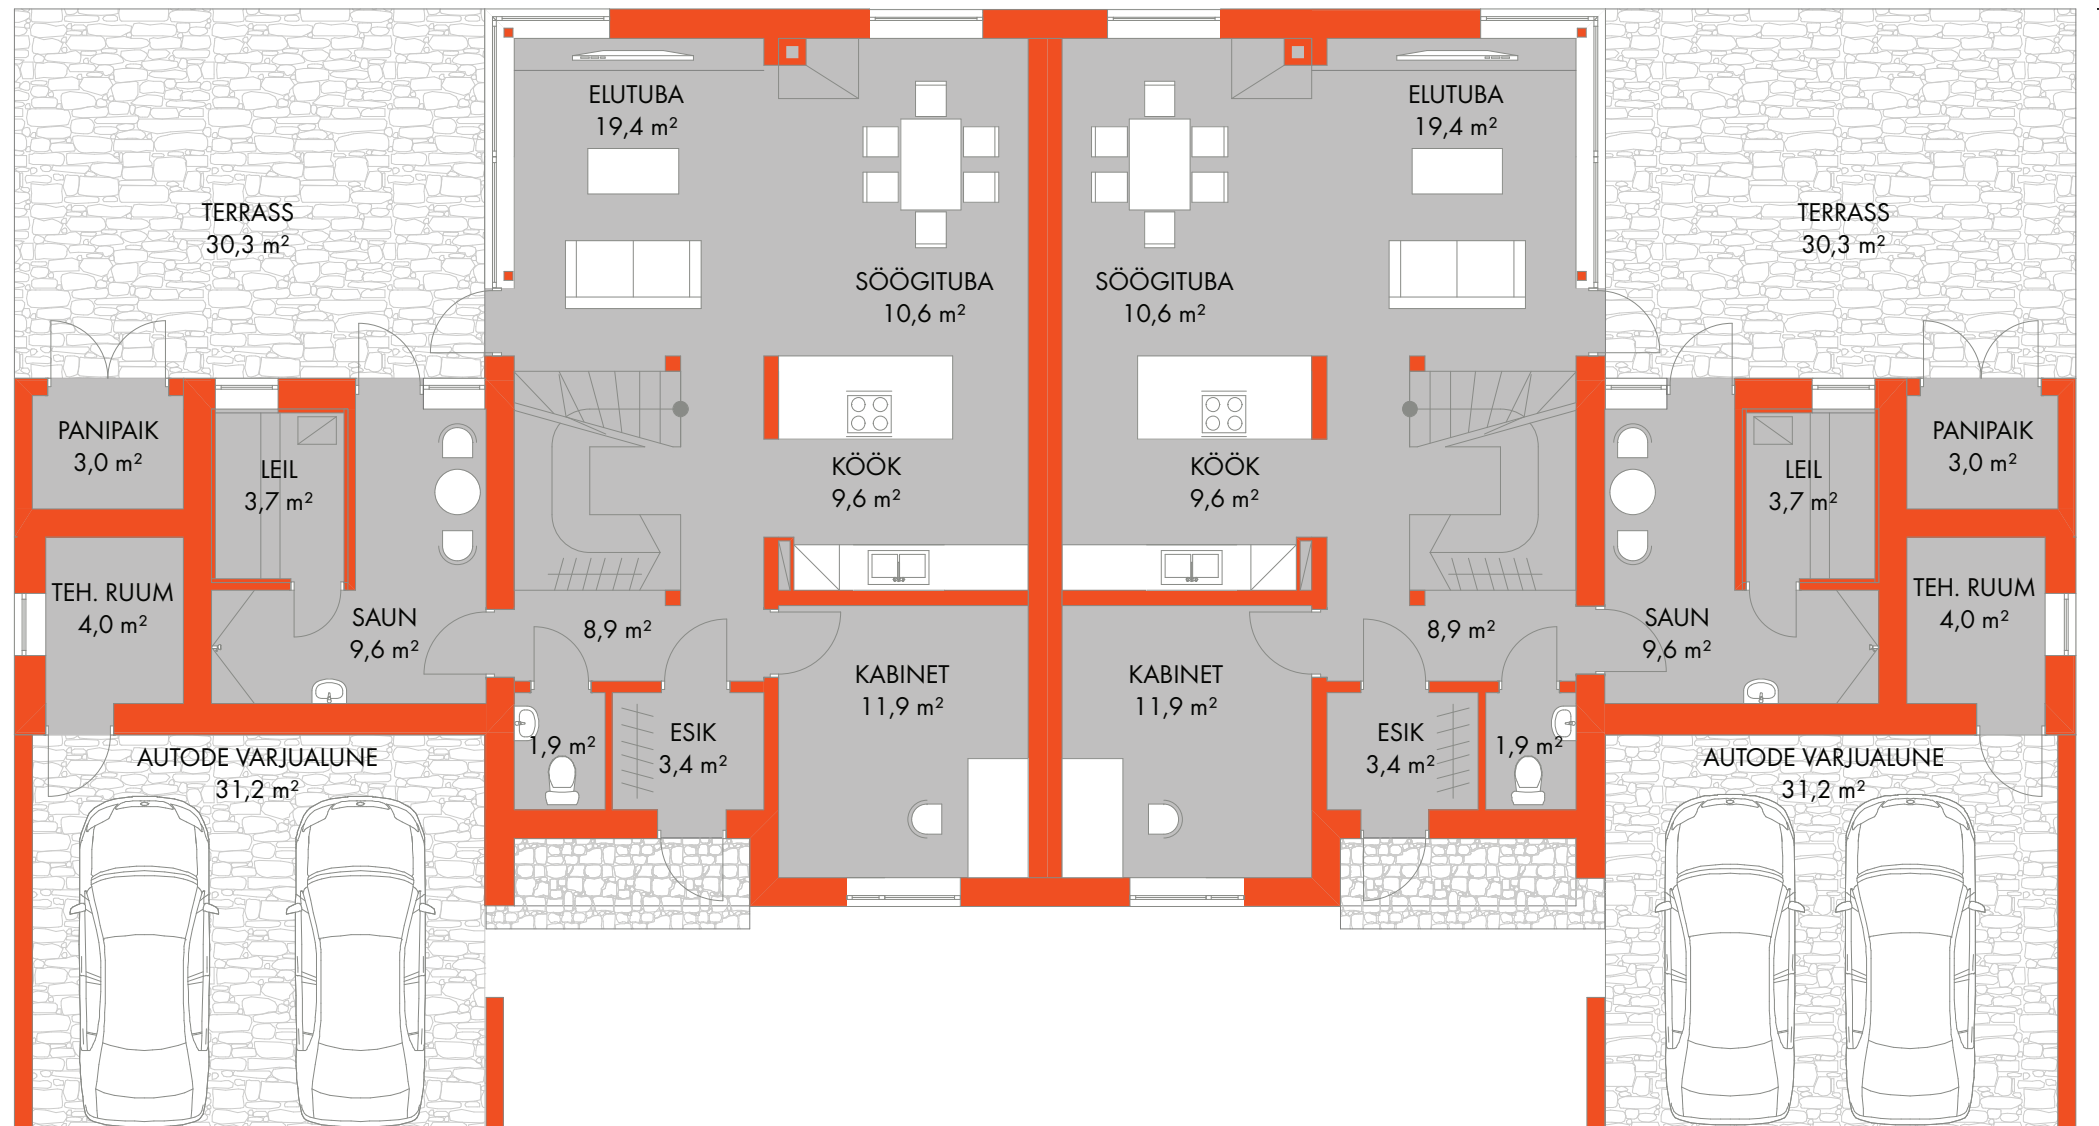 ELUTUBA
19,4 m²
ELUTUBA
19,4 m²
TERRASS
30,3 m²
TERRASS
30,3 m²
SÖÖGITUBA
10,6 m²
SÖÖGITUBA
10,6 m²
PANIPAIK
3,0 m²
LEIL
3,7 m²
KÖÖK
9,6 m²
KÖÖK
9,6 m²
LEIL
3,7 m²
PANIPAIK
3,0 m²
TEH. RUUM
4,0 m²
SAUN
9,6 m²
8,9 m²
8,9 m²
SAUN
9,6 m²
TEH. RUUM
4,0 m²
KABINET
11,9 m²
KABINET
11,9 m²
AUTODE VARJUALUNE
31,2 m²
1,9 m²
ESIK
3,4 m²
ESIK
3,4 m²
1,9 m²
AUTODE VARJUALUNE
31,2 m²